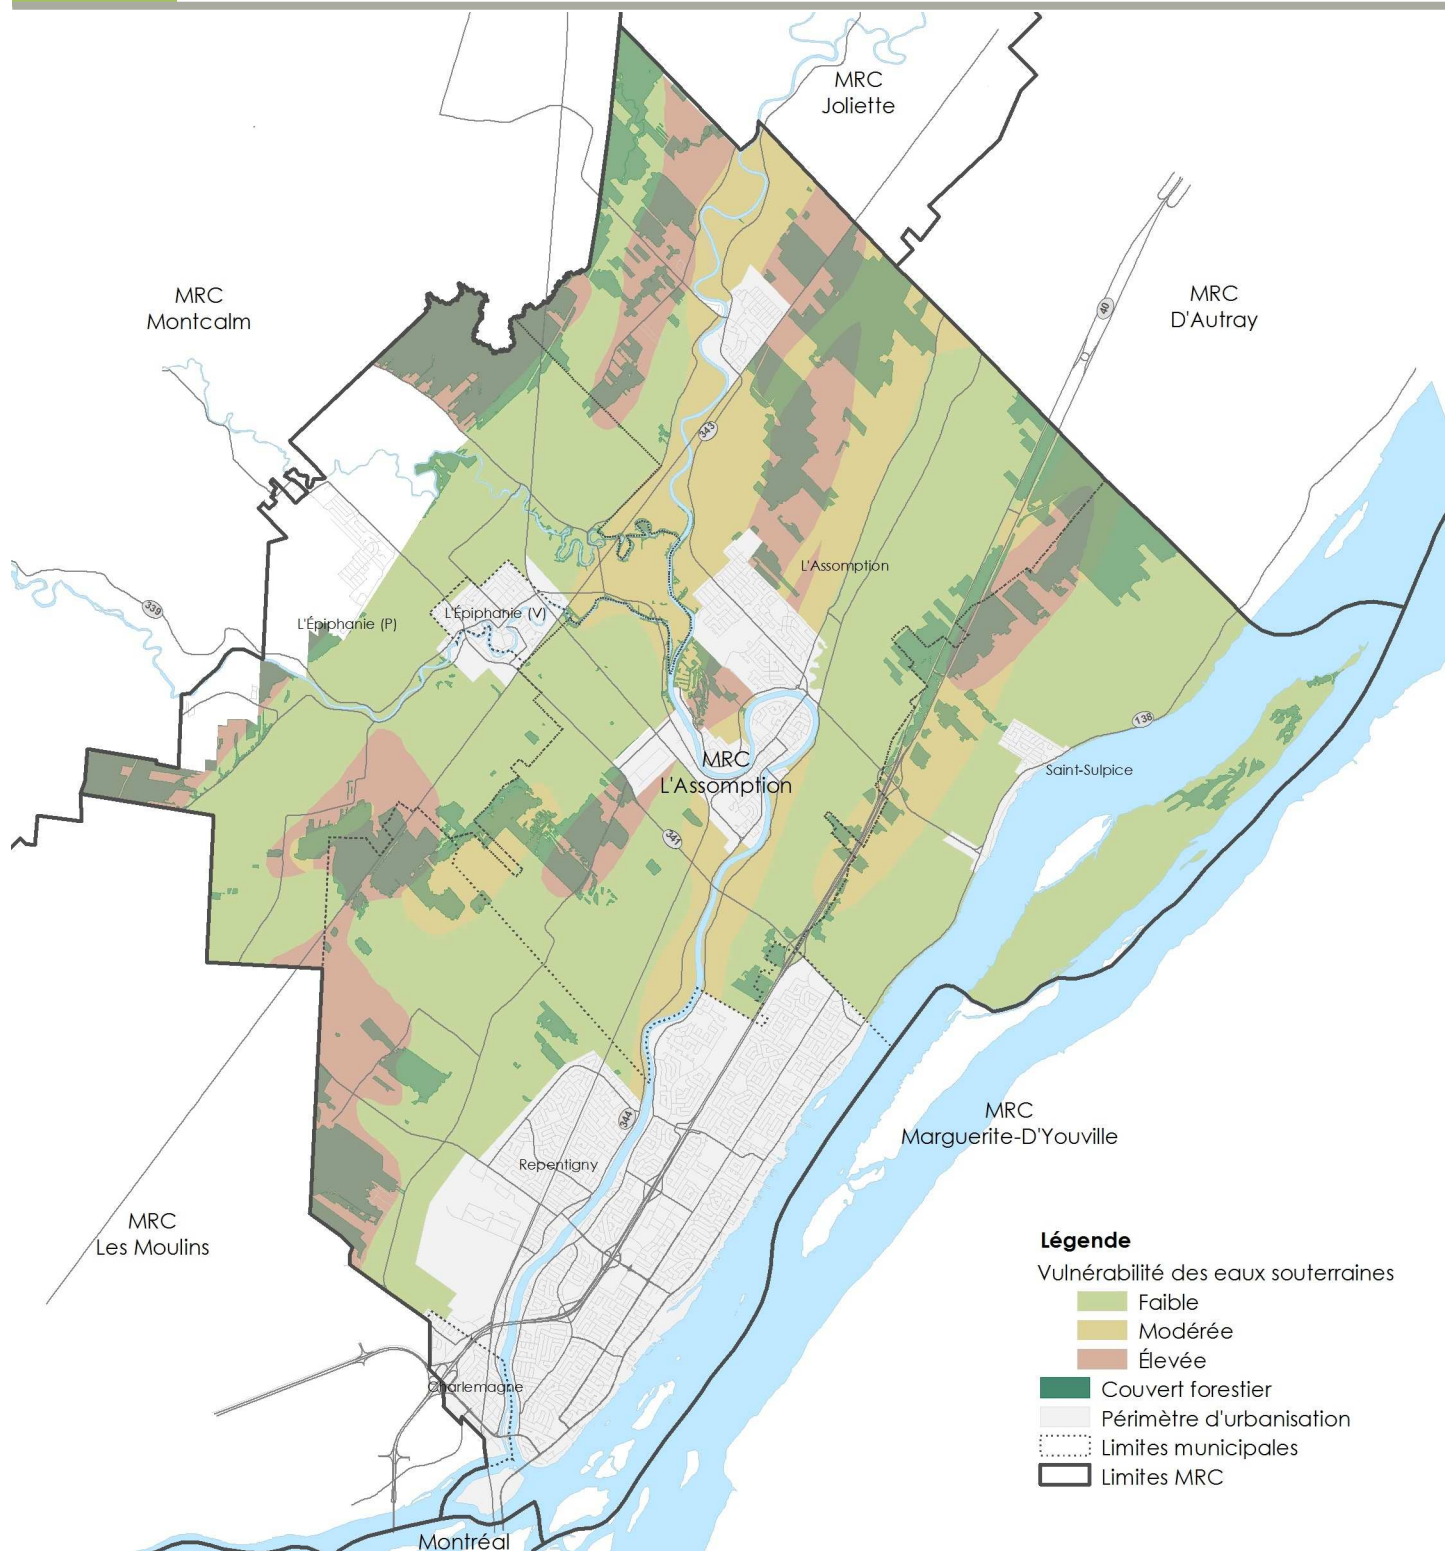 MRC
Joliette
MRC
Montcalm
MRC
D'Autray
40
343
L'Assomption
339
L'Épiphanie (P)
L'Épiphanie (V)
138
MRC
L'Assomption
Saint-Sulpice
341
MRC
Marguerite-D'Youville
344
Repentigny
MRC
Les Moulins
Charlemagne
Montréal
Légende
Vulnérabilité des eaux souterraines
Faible
Modérée
Élevée
Couvert forestier
Périmètre d'urbanisation
Limites municipales
Limites MRC